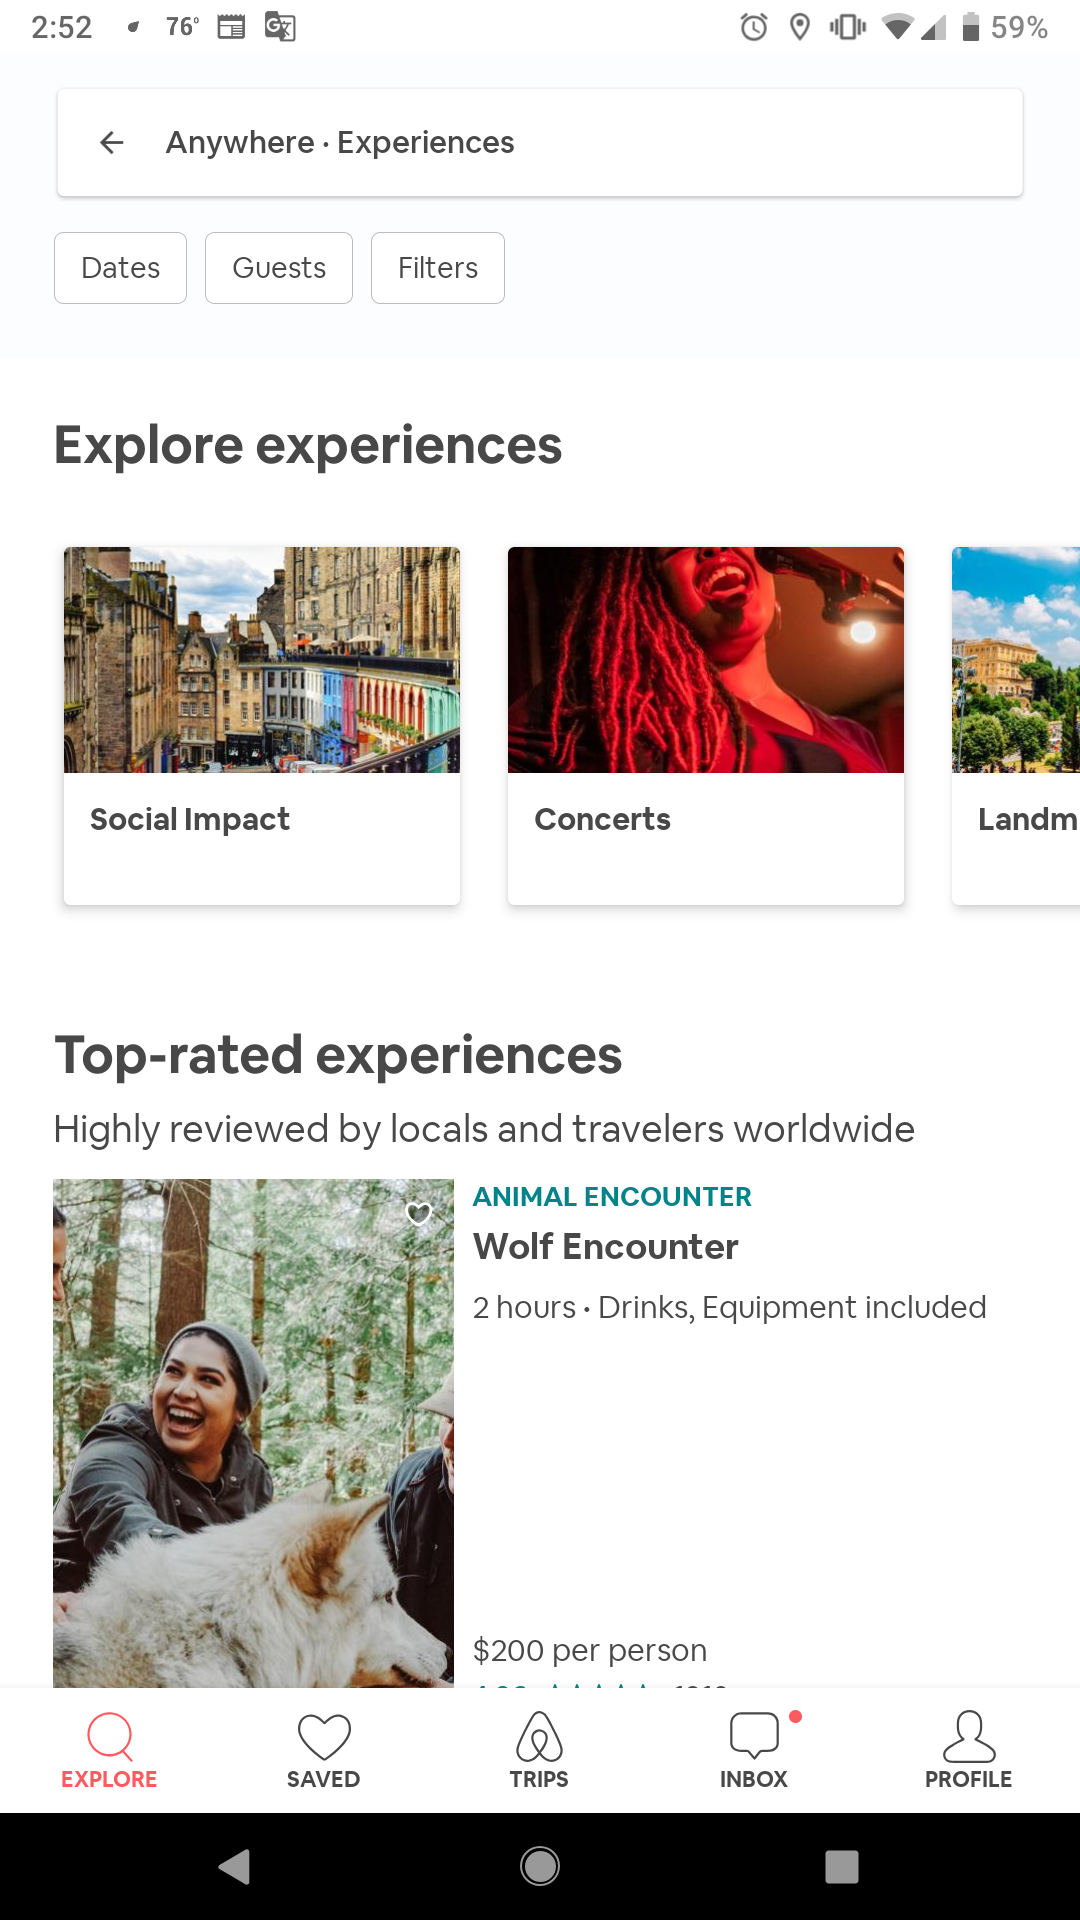 2:52 76° 59%
Anywhere · Experiences
Dates Guests Filters
Explore experiences
Social Impact Concerts Landm
Top-rated experiences
Highly reviewed by locals and travelers worldwide
ANIMAL ENCOUNTER
Wolf Encounter
2 hours · Drinks, Equipment included
$200 per person
EXPLORE SAVED TRIPS INBOX PROFILE